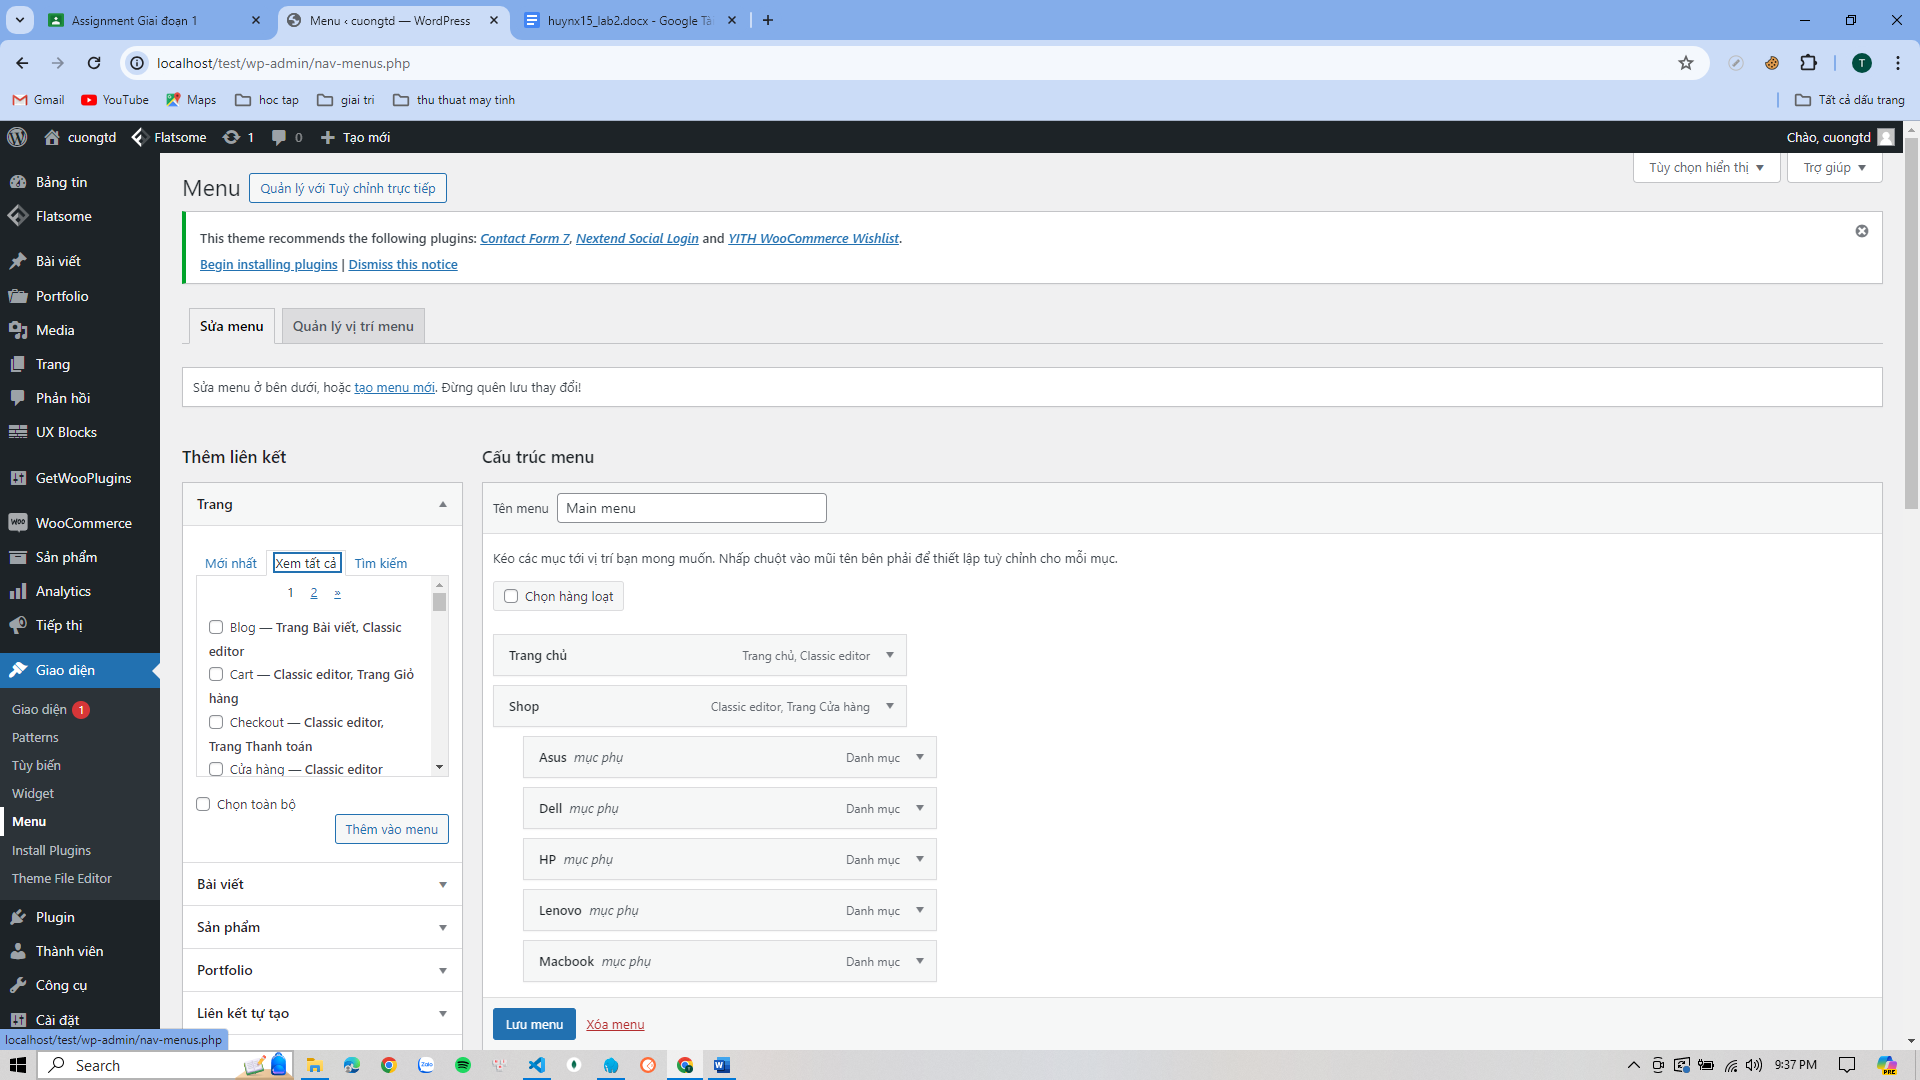 Assignment Giai đoạn 1
Menu ‹ cuongtd — WordPress
huynx15_lab2.docx - Google Tà
localhost/test/wp-admin/nav-menus.php
T
Gmail
YouTube
Maps
hoc tap
giai tri
thu thuat may tinh
Tất cả dấu trang
cuongtd
Flatsome
1
0
Tạo mới
Chào, cuongtd
Bảng tin
Flatsome
Bài viết
Portfolio
Media
Trang
Phản hồi
UX Blocks
GetWooPlugins
WooCommerce
Sản phẩm
Analytics
Tiếp thị
Giao diện
Giao diện 1
Patterns
Tùy biến
Widget
Menu
Install Plugins
Theme File Editor
Plugin
Thành viên
Công cụ
Cài đặt
localhost/test/wp-admin/nav-menus.php
Tùy chọn hiển thị
Trợ giúp
Menu
Quản lý với Tuỳ chỉnh trực tiếp
This theme recommends the following plugins: Contact Form 7, Nextend Social Login and YITH WooCommerce Wishlist.
Begin installing plugins | Dismiss this notice
Sửa menu
Quản lý vị trí menu
Sửa menu ở bên dưới, hoặc tạo menu mới. Đừng quên lưu thay đổi!
Thêm liên kết
Trang
Mới nhất
Xem tất cả
Tìm kiếm
1 2 »
Blog — Trang Bài viết, Classic
editor
Cart — Classic editor, Trang Giỏ
hàng
Checkout — Classic editor,
Trang Thanh toán
Cửa hàng — Classic editor
Chọn toàn bộ
Thêm vào menu
Bài viết
Sản phẩm
Portfolio
Liên kết tự tạo
Cấu trúc menu
Tên menu
Main menu
Kéo các mục tới vị trí bạn mong muốn. Nhấp chuột vào mũi tên bên phải để thiết lập tuỳ chỉnh cho mỗi mục.
Chọn hàng loạt
Trang chủ
Trang chủ, Classic editor
Shop
Classic editor, Trang Cửa hàng
Asus mục phụ
Danh mục
Dell mục phụ
Danh mục
HP mục phụ
Danh mục
Lenovo mục phụ
Danh mục
Macbook mục phụ
Danh mục
Lưu menu
Xóa menu
Search
Zalo
9:37 PM
PRE